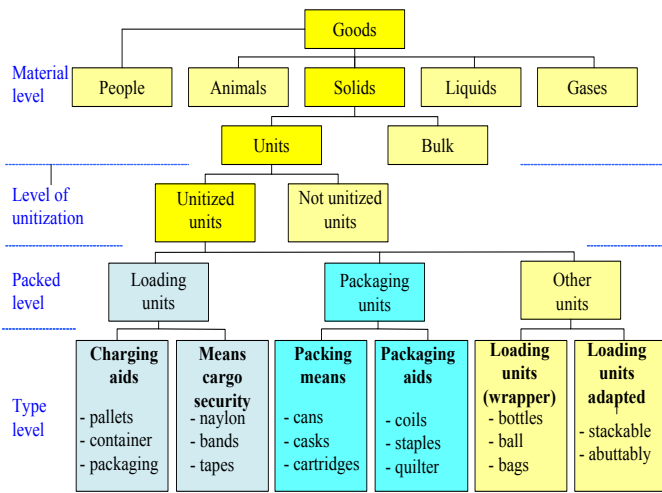 Goods
Material
level
People
Animals
Solids
Liquids
Gases
Units
Bulk
Level of
unitization
Unitized
units
Not unitized
units
Packed
level
Loading
units
Packaging
units
Other
units
Type
level
Charging
aids
- pallets
- container
- packaging
Means
cargo
security
- naylon
- bands
- tapes
Packing
means
- cans
- casks
- cartridges
Packaging
aids
- coils
- staples
- quilter
Loading
units
(wrapper)
- bottles
- ball
- bags
Loading
units
adapted
- stackable
- abuttably